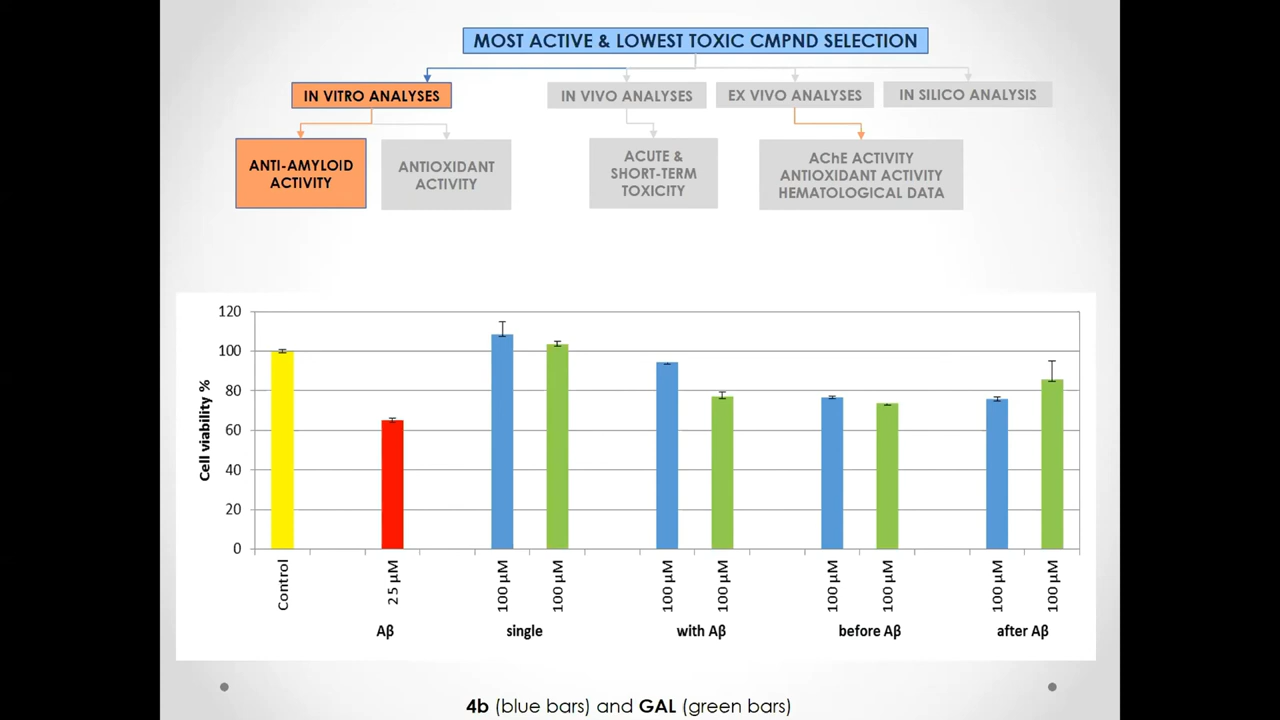 MOST ACTIVE & LOWEST TOXIC CMPND SELECTION
IN VITRO ANALYSES
IN VIVO ANALYSES
EX VIVO ANALYSES
IN SILICO ANALYSIS
ANTI-AMYLOID
ACTIVITY
ANTIOXIDANT
ACTIVITY
ACUTE &
SHORT-TERM
TOXICITY
AChE ACTIVITY
ANTIOXIDANT ACTIVITY
HEMATOLOGICAL DATA
Cell viability %
120
100
80
60
40
20
0
Control
25 µM
100 µM
100 µM
100 µM
100 µM
100 µM
100 µM
100 µM
100 µM
Aβ
single
with Aβ
before Aβ
after Aβ
4b (blue bars) and GAL (green bars)